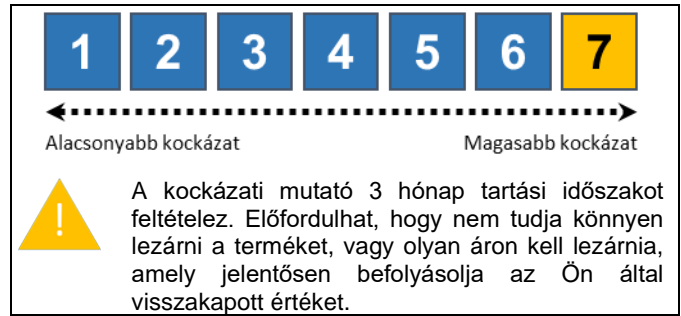 1 2 3 4 5 6 7
Alacsonyabb kockázat Magasabb kockázat
! A kockázati mutató 3 hónap tartási időszakot
feltételez. Előfordulhat, hogy nem tudja könnyen
lezárni a terméket, vagy olyan áron kell lezárnia,
amely jelentősen befolyásolja az Ön által
visszakapott értéket.